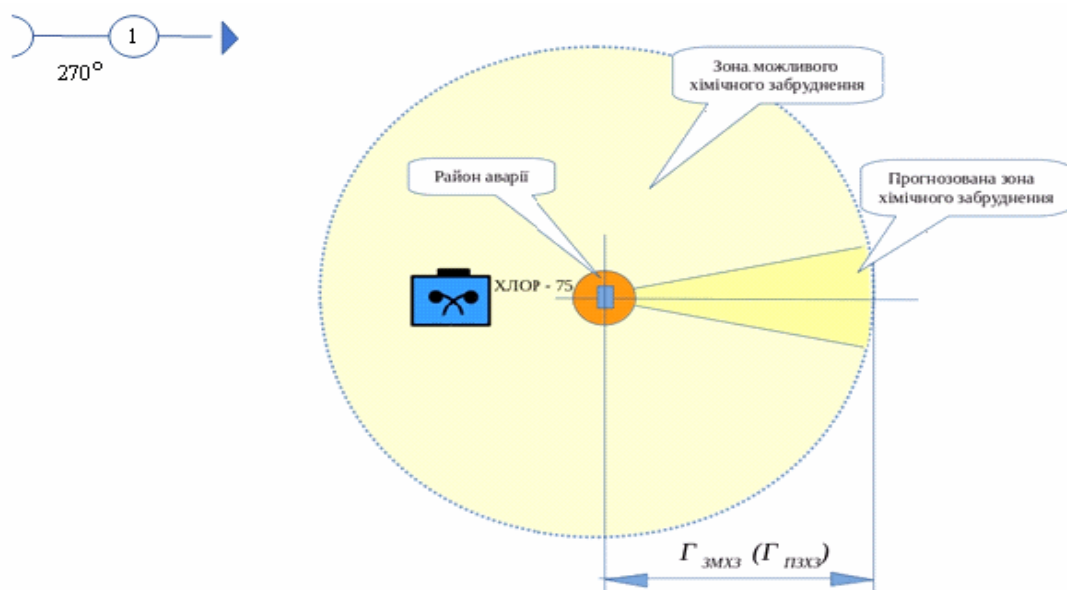 1
270°
Зона можливого
хімічного забруднення
Район аварії
Прогнозована зона
хімічного забруднення
ХЛОР - 75
Г ЗМХЗ (Г ПЗХЗ)